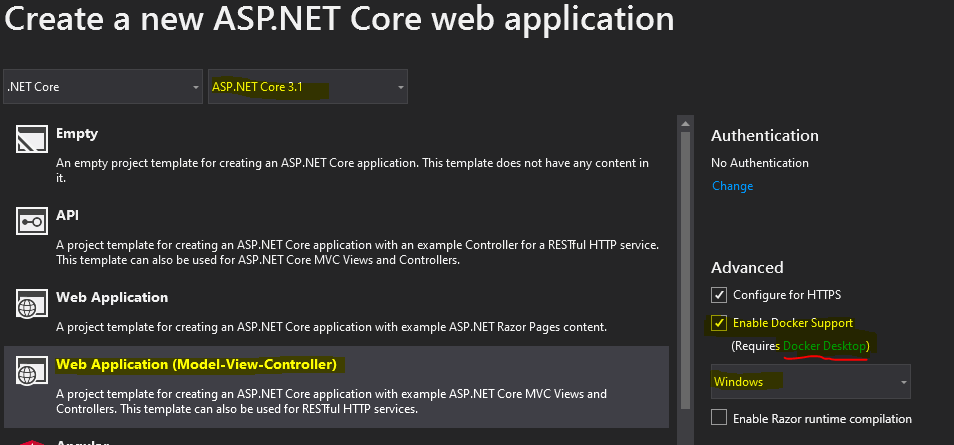 Create a new ASP.NET Core web application
.NET Core
ASP.NET Core 3.1
Empty
An empty project template for creating an ASP.NET Core application. This template does not have any content in
it.
API
A project template for creating an ASP.NET Core application with an example Controller for a RESTful HTTP service.
This template can also be used for ASP.NET Core MVC Views and Controllers.
Web Application
A project template for creating an ASP.NET Core application with example ASP.NET Razor Pages content.
Web Application (Model-View-Controller)
A project template for creating an ASP.NET Core application with example ASP.NET Core MVC Views and
Controllers. This template can also be used for RESTful HTTP services.
Angular
Authentication
No Authentication
Change
Advanced
Configure for HTTPS
Enable Docker Support
(Requires Docker Desktop)
Windows
Enable Razor runtime compilation